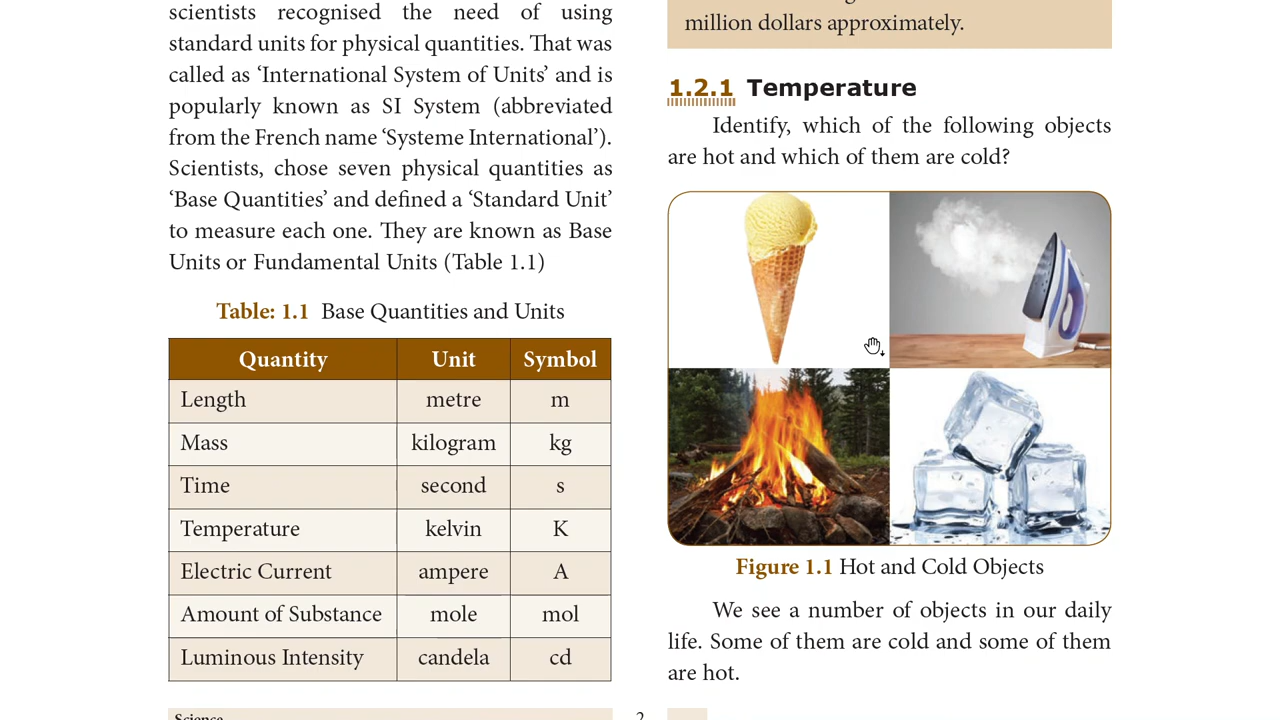 scientists recognised the need of using
standard units for physical quantities. That was
called as ‘International System of Units’ and is
popularly known as SI System (abbreviated
from the French name ‘Systeme International’).
Scientists, chose seven physical quantities as
‘Base Quantities’ and defined a ‘Standard Unit’
to measure each one. They are known as Base
Units or Fundamental Units (Table 1.1)
Table: 1.1 Base Quantities and Units
Quantity Unit Symbol
Length metre m
Mass kilogram kg
Time second s
Temperature kelvin K
Electric Current ampere A
Amount of Substance mole mol
Luminous Intensity candela cd
million dollars approximately.
1.2.1 Temperature
Identify, which of the following objects
are hot and which of them are cold?
Figure 1.1 Hot and Cold Objects
We see a number of objects in our daily
life. Some of them are cold and some of them
are hot.
Science
2